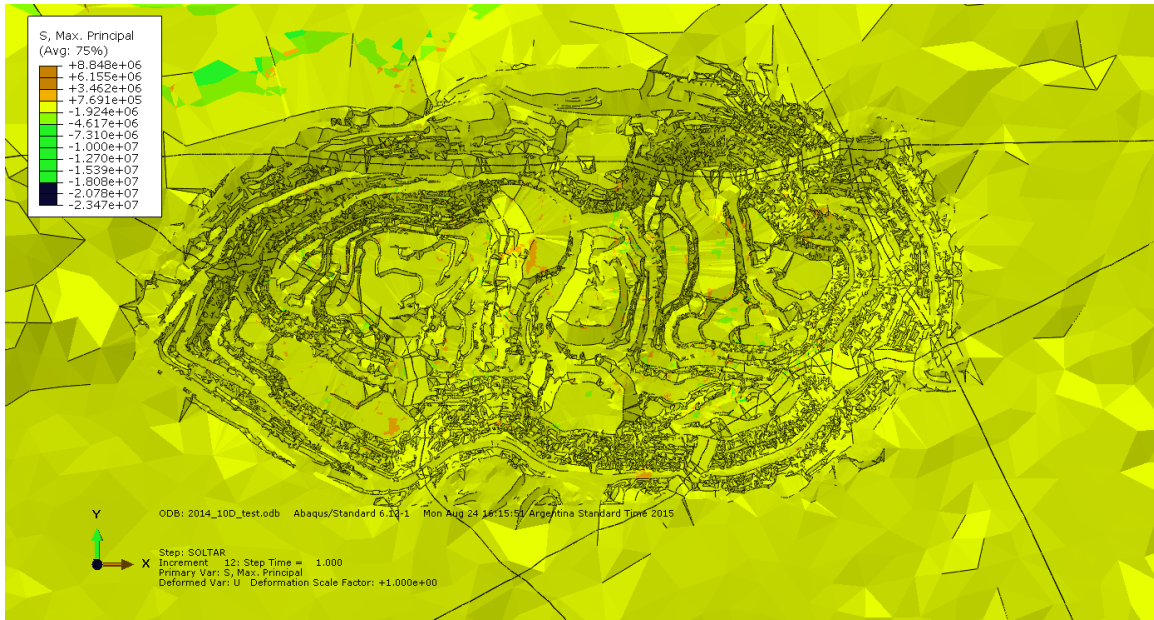 S, Max. Principal
(Avg: 75%)
+8.848e+06
+6.155e+06
+3.462e+06
+7.691e+05
-1.924e+06
-4.617e+06
-7.310e+06
-1.000e+07
-1.270e+07
-1.539e+07
-1.808e+07
-2.078e+07
-2.347e+07
ODB: 2014_10D_test.odb Abaqus/Standard 6.12-1 Mon Aug 24 16:15:51 Argentina Standard Time 2015
Y
X
Step: SOLTAR
Increment 12: Step Time = 1.000
Primary Var: S, Max. Principal
Deformed Var: U Deformation Scale Factor: +1.000e+00